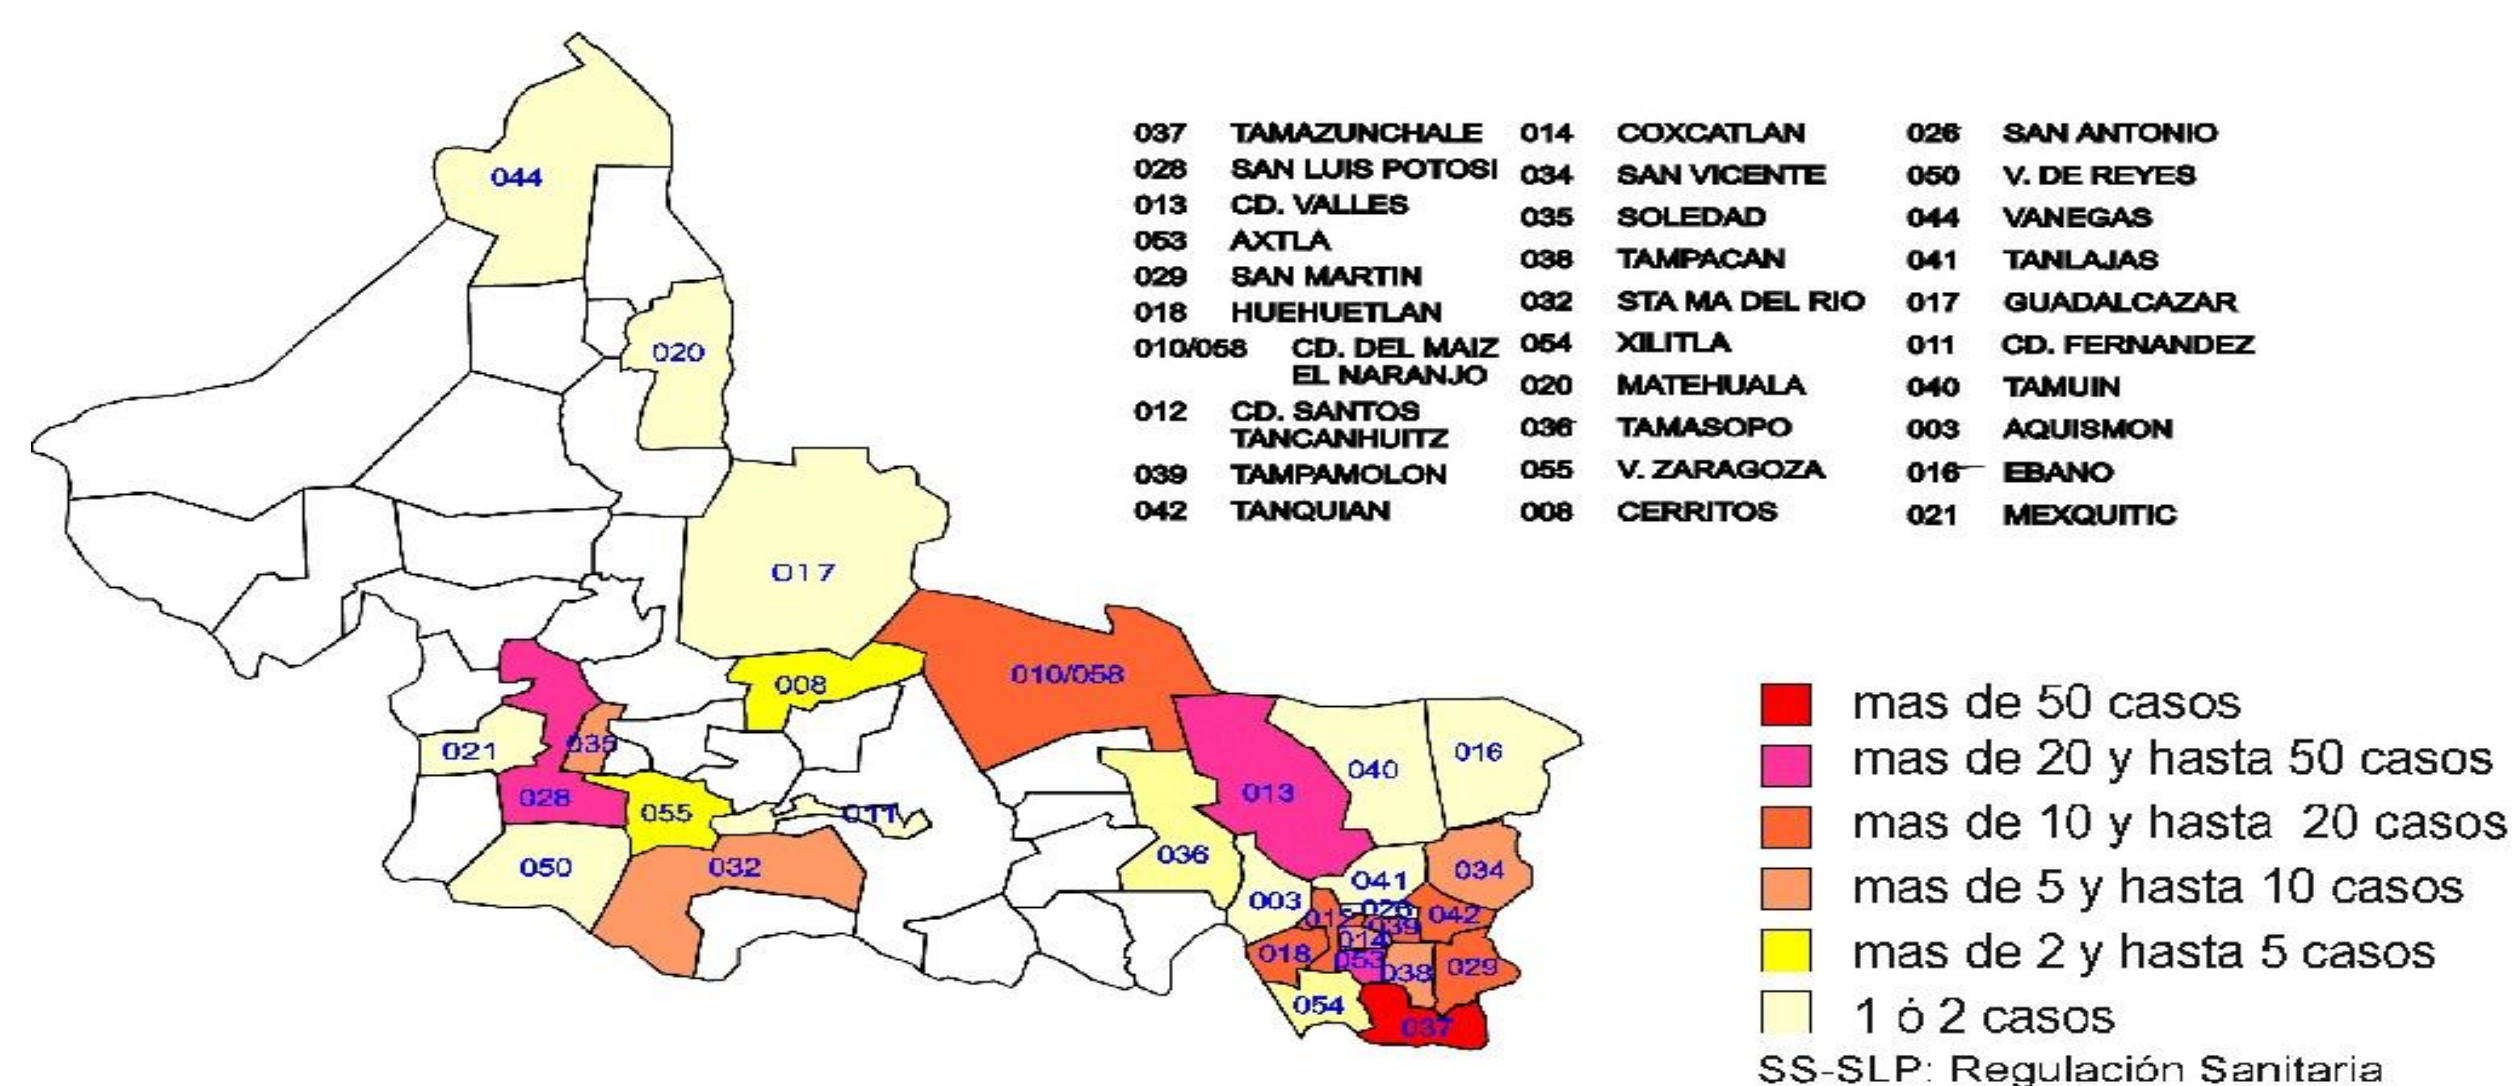 037 TAMAZUNCHALE
028 SAN LUIS POTOSI
013 CD. VALLES
053 AXTLA
029 SAN MARTIN
018 HUEHUETLAN
010/058 CD. DEL MAIZ
EL NARANJO
012 CD. SANTOS
TANCANHUITZ
039 TAMPAMOLON
042 TANQUIAN
014 COXCATLAN
034 SAN VICENTE
035 SOLEDAD
038 TAMPACAN
032 STA MA DEL RIO
054 XILITLA
020 MATEHUALA
036 TAMASOPO
055 V. ZARAGOZA
008 CERRITOS
026 SAN ANTONIO
050 V. DE REYES
044 VANEGAS
041 TANLAJAS
017 GUADALCAZAR
011 CD. FERNANDEZ
040 TAMUIN
003 AQUISMON
016 EBANO
021 MEXQUITIC
044
020
017
010/058
008
021
035
028
055
011
050
032
013
040
016
036
041
034
003
012
026
042
039
014
018
053
038
029
054
037
mas de 50 casos
mas de 20 y hasta 50 casos
mas de 10 y hasta 20 casos
mas de 5 y hasta 10 casos
mas de 2 y hasta 5 casos
1 ó 2 casos
SS-SLP: Regulación Sanitaria